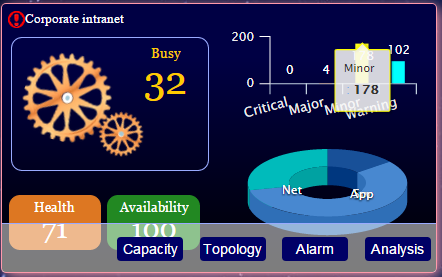 Corporate intranet
Busy
32
200
0
0
4
178
102
Minor
: 178
Critical
Major
Minor
Warning
Net
App
Health
71
Availability
100
Capacity
Topology
Alarm
Analysis